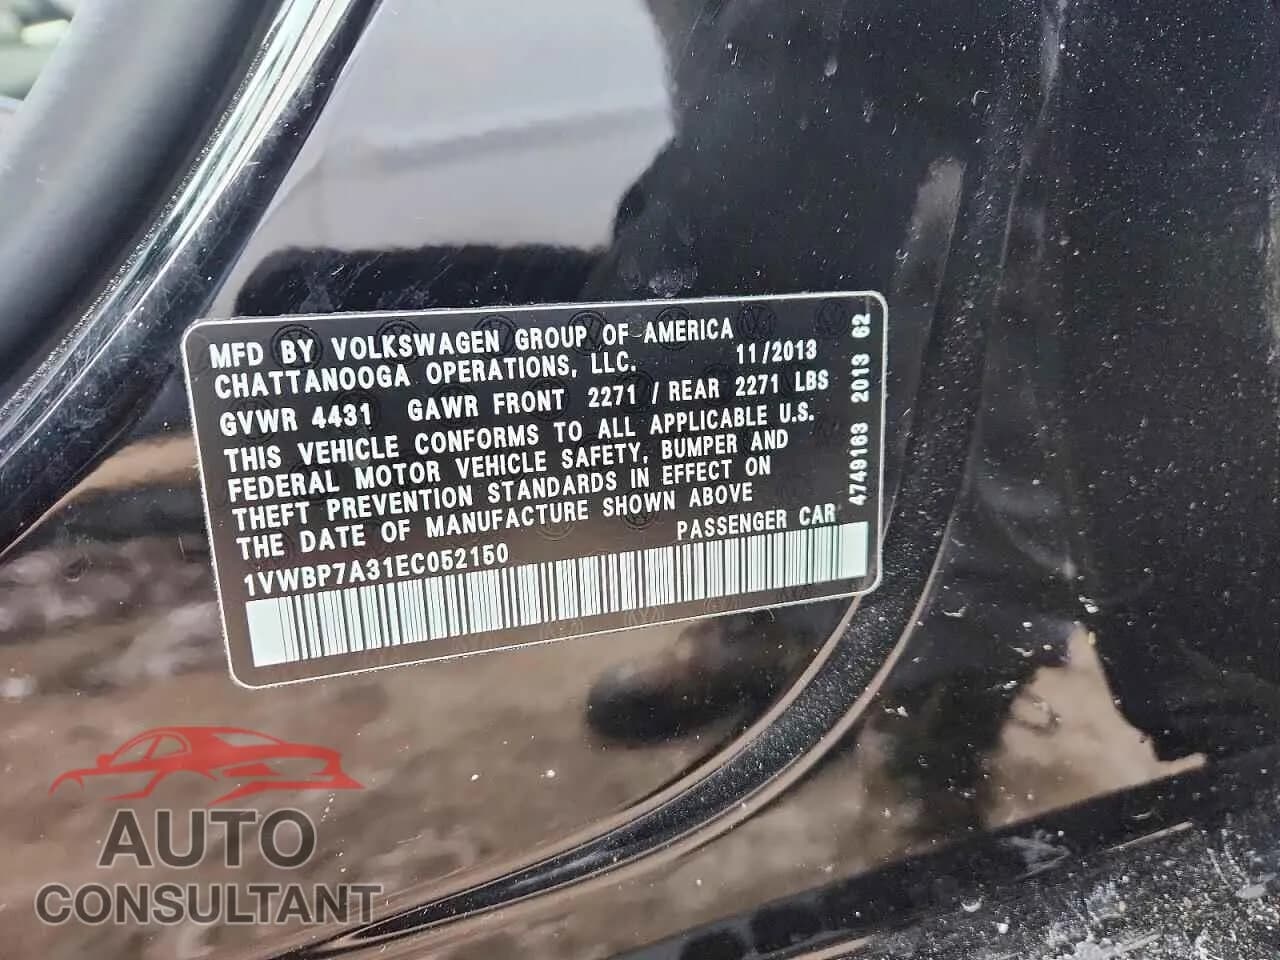 MFD BY VOLKSWAGEN GROUP OF AMERICA
CHATTANOOGA OPERATIONS, LLC. 11/2013
GVWR 4431 GAWR FRONT 2271 / REAR 2271 LBS
THIS VEHICLE CONFORMS TO ALL APPLICABLE U.S.
FEDERAL MOTOR VEHICLE SAFETY, BUMPER AND
THEFT PREVENTION STANDARDS IN EFFECT ON
THE DATE OF MANUFACTURE SHOWN ABOVE
PASSENGER CAR
1VWBP7A31EC052150
4749163 2013 62
AUTO
CONSULTANT